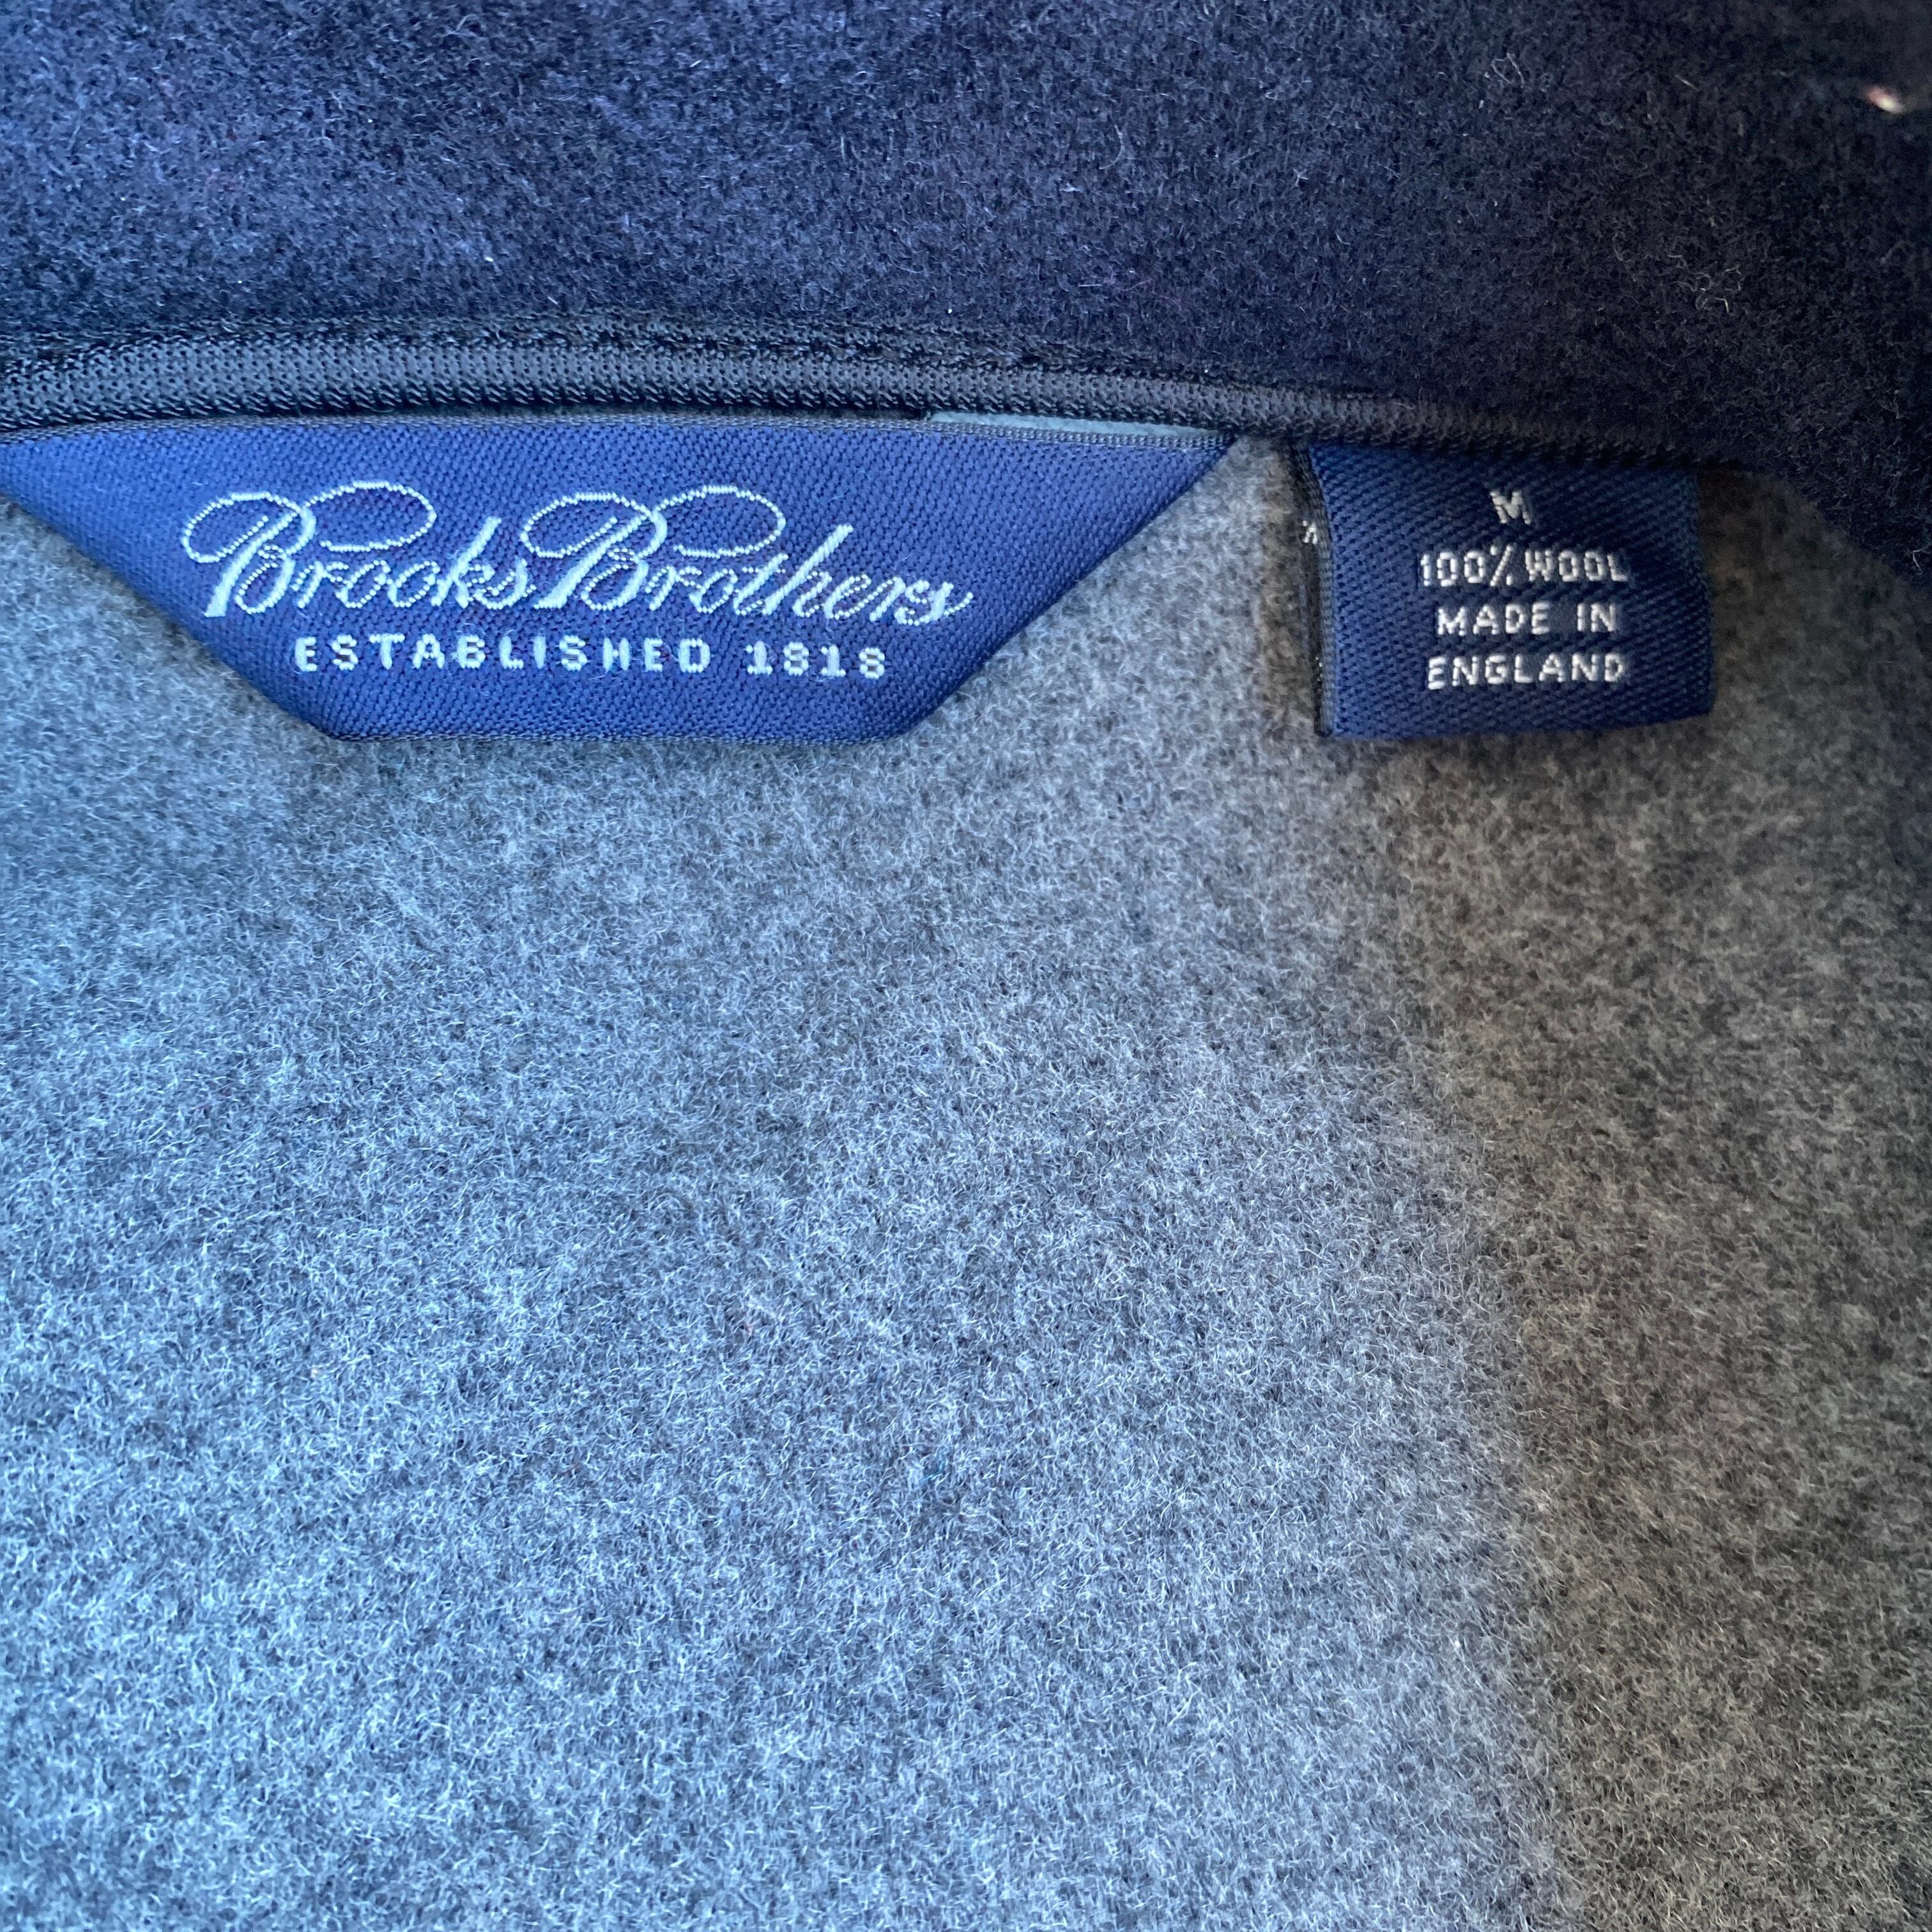 Brooks Brothers
ESTABLISHED 1818
M
100% WOOL
MADE IN
ENGLAND